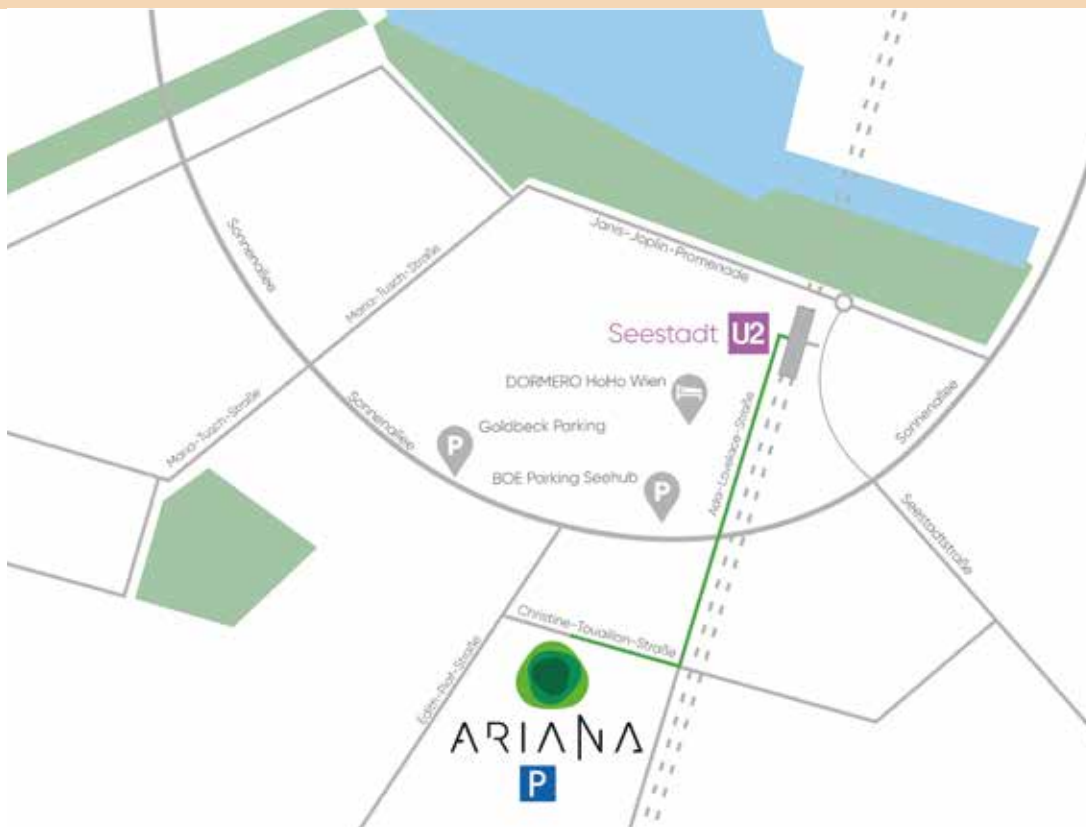 Sonnenallee
Maria-Tusch-Straße
Janis-Joplin-Promenade
Seestadt U2
DORMERO HoHo Wien
Maria-Tusch-Straße
Sonnenallee
Goldbeck Parking
P
Ada-Lovelace-Straße
Sonnenallee
BOE Parking Seehub
P
Seestadtstraße
Christine-Touaillon-Straße
Edith-Piaf-Straße
ARIANA
P